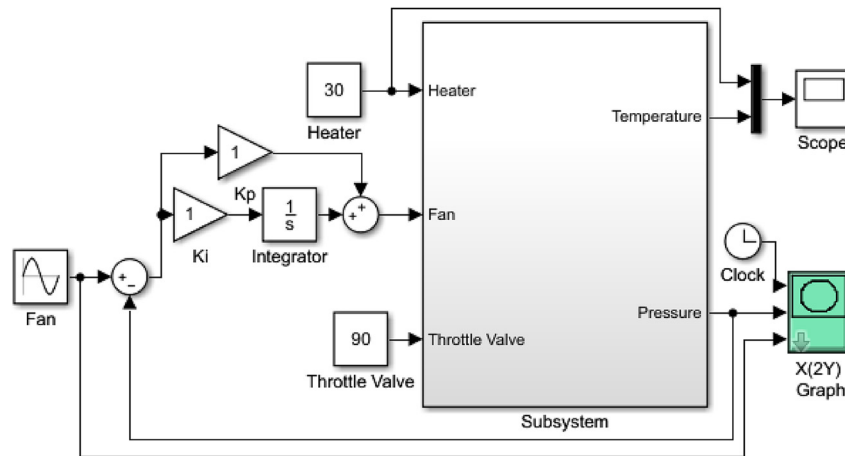 30
Heater
Heater
Temperature
Scope
1
Kp
1
Ki
1
s
Integrator
+
+
Fan
+
−
Fan
Clock
Pressure
90
Throttle Valve
Throttle Valve
X(2Y)
Graph
Subsystem